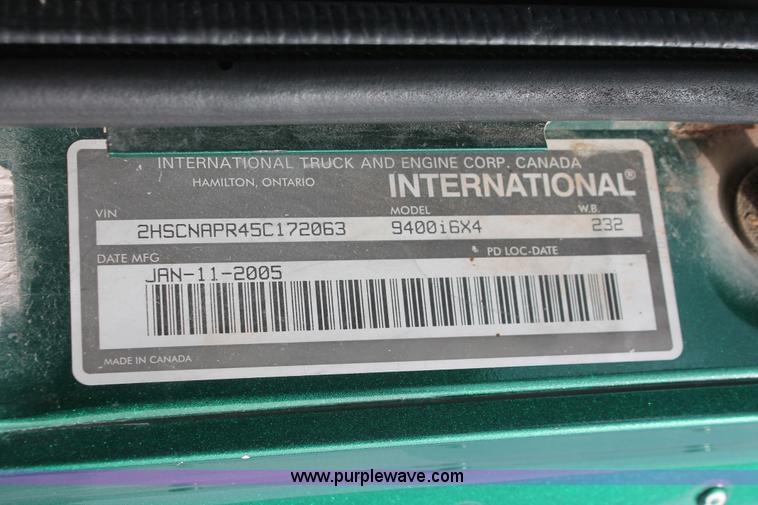 INTERNATIONAL TRUCK AND ENGINE CORP. CANADA
HAMILTON, ONTARIO
INTERNATIONAL®
VIN MODEL W.B.
2HSCNAPR45C172063 9400i6X4 232
DATE MFG PD LOC-DATE
JAN-11-2005
MADE IN CANADA
www.purplewave.com